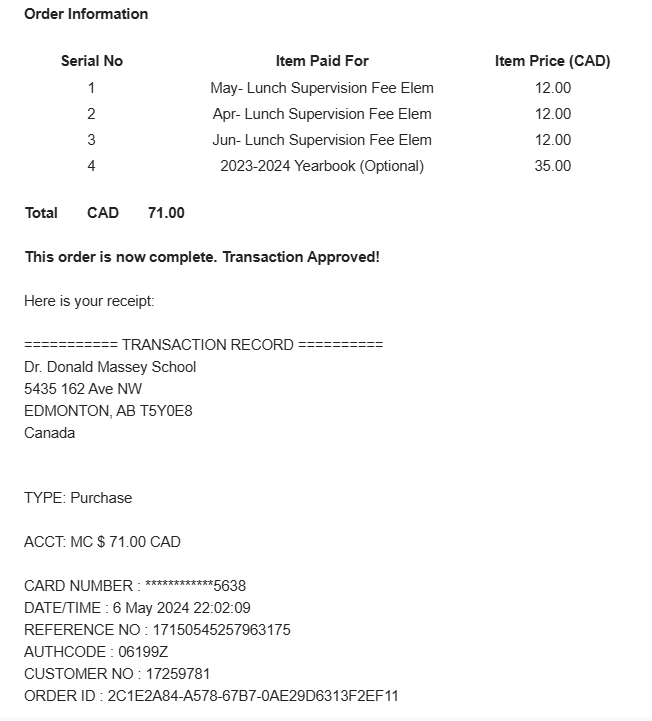 Order Information
Serial No Item Paid For Item Price (CAD)
1 May- Lunch Supervision Fee Elem 12.00
2 Apr- Lunch Supervision Fee Elem 12.00
3 Jun- Lunch Supervision Fee Elem 12.00
4 2023-2024 Yearbook (Optional) 35.00
Total CAD 71.00
This order is now complete. Transaction Approved!
Here is your receipt:
=========== TRANSACTION RECORD ==========
Dr. Donald Massey School
5435 162 Ave NW
EDMONTON, AB T5Y0E8
Canada
TYPE: Purchase
ACCT: MC $ 71.00 CAD
CARD NUMBER : ************5638
DATE/TIME : 6 May 2024 22:02:09
REFERENCE NO : 17150545257963175
AUTHCODE : 06199Z
CUSTOMER NO : 17259781
ORDER ID : 2C1E2A84-A578-67B7-0AE29D6313F2EF11